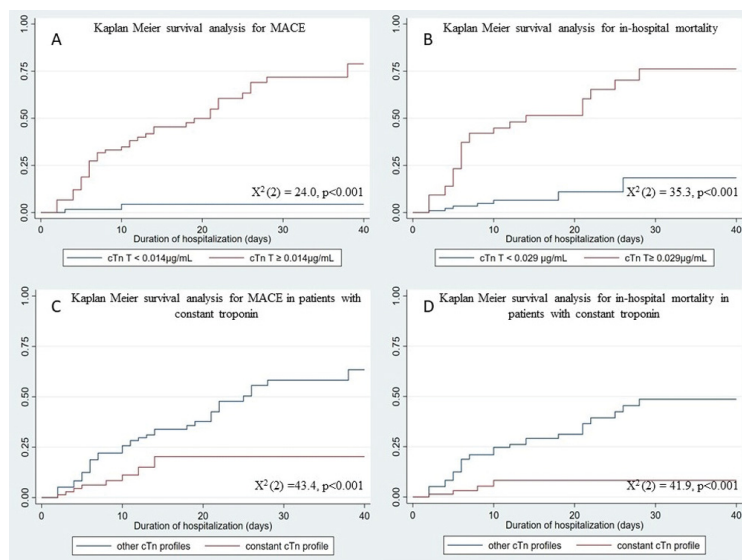 A
Kaplan Meier survival analysis for MACE
1.00
0.75
0.50
0.25
0.00
X²(2) = 24.0, p<0.001
0
10
20
30
40
Duration of hospitalization (days)
cTn T < 0.014µg/mL
cTn T ≥ 0.014µg/mL
B
Kaplan Meier survival analysis for in-hospital mortality
1.00
0.75
0.50
0.25
0.00
X²(2) = 35.3, p<0.001
0
10
20
30
40
Duration of hospitalization (days)
cTn T < 0.029 µg/mL
cTn T≥ 0.029µg/mL
C
Kaplan Meier survival analysis for MACE in patients with
constant troponin
1.00
0.75
0.50
0.25
0.00
X²(2) =43.4, p<0.001
0
10
20
30
40
Duration of hospitalization (days)
other cTn profiles
constant cTn profile
D
Kaplan Meier survival analysis for in-hospital mortality in
patients with constant troponin
1.00
0.75
0.50
0.25
0.00
X²(2) = 41.9, p<0.001
0
10
20
30
40
Duration of hospitalization (days)
other cTn profiles
constant cTn profile